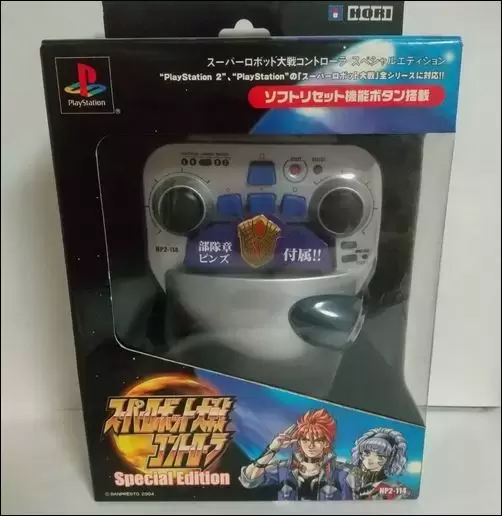 HORI
スーパーロボット大戦コントローラ スペシャルエディション
"PlayStation 2"、"PlayStation"の「スーパーロボット大戦」全シリーズに対応!!
ソフトリセット機能ボタン搭載
PlayStation
HP2-114
部隊章
ピンズ
付属!!
スーパーロボット大戦
コントローラ
Special Edition
©BANPRESTO 2004
HP2-114